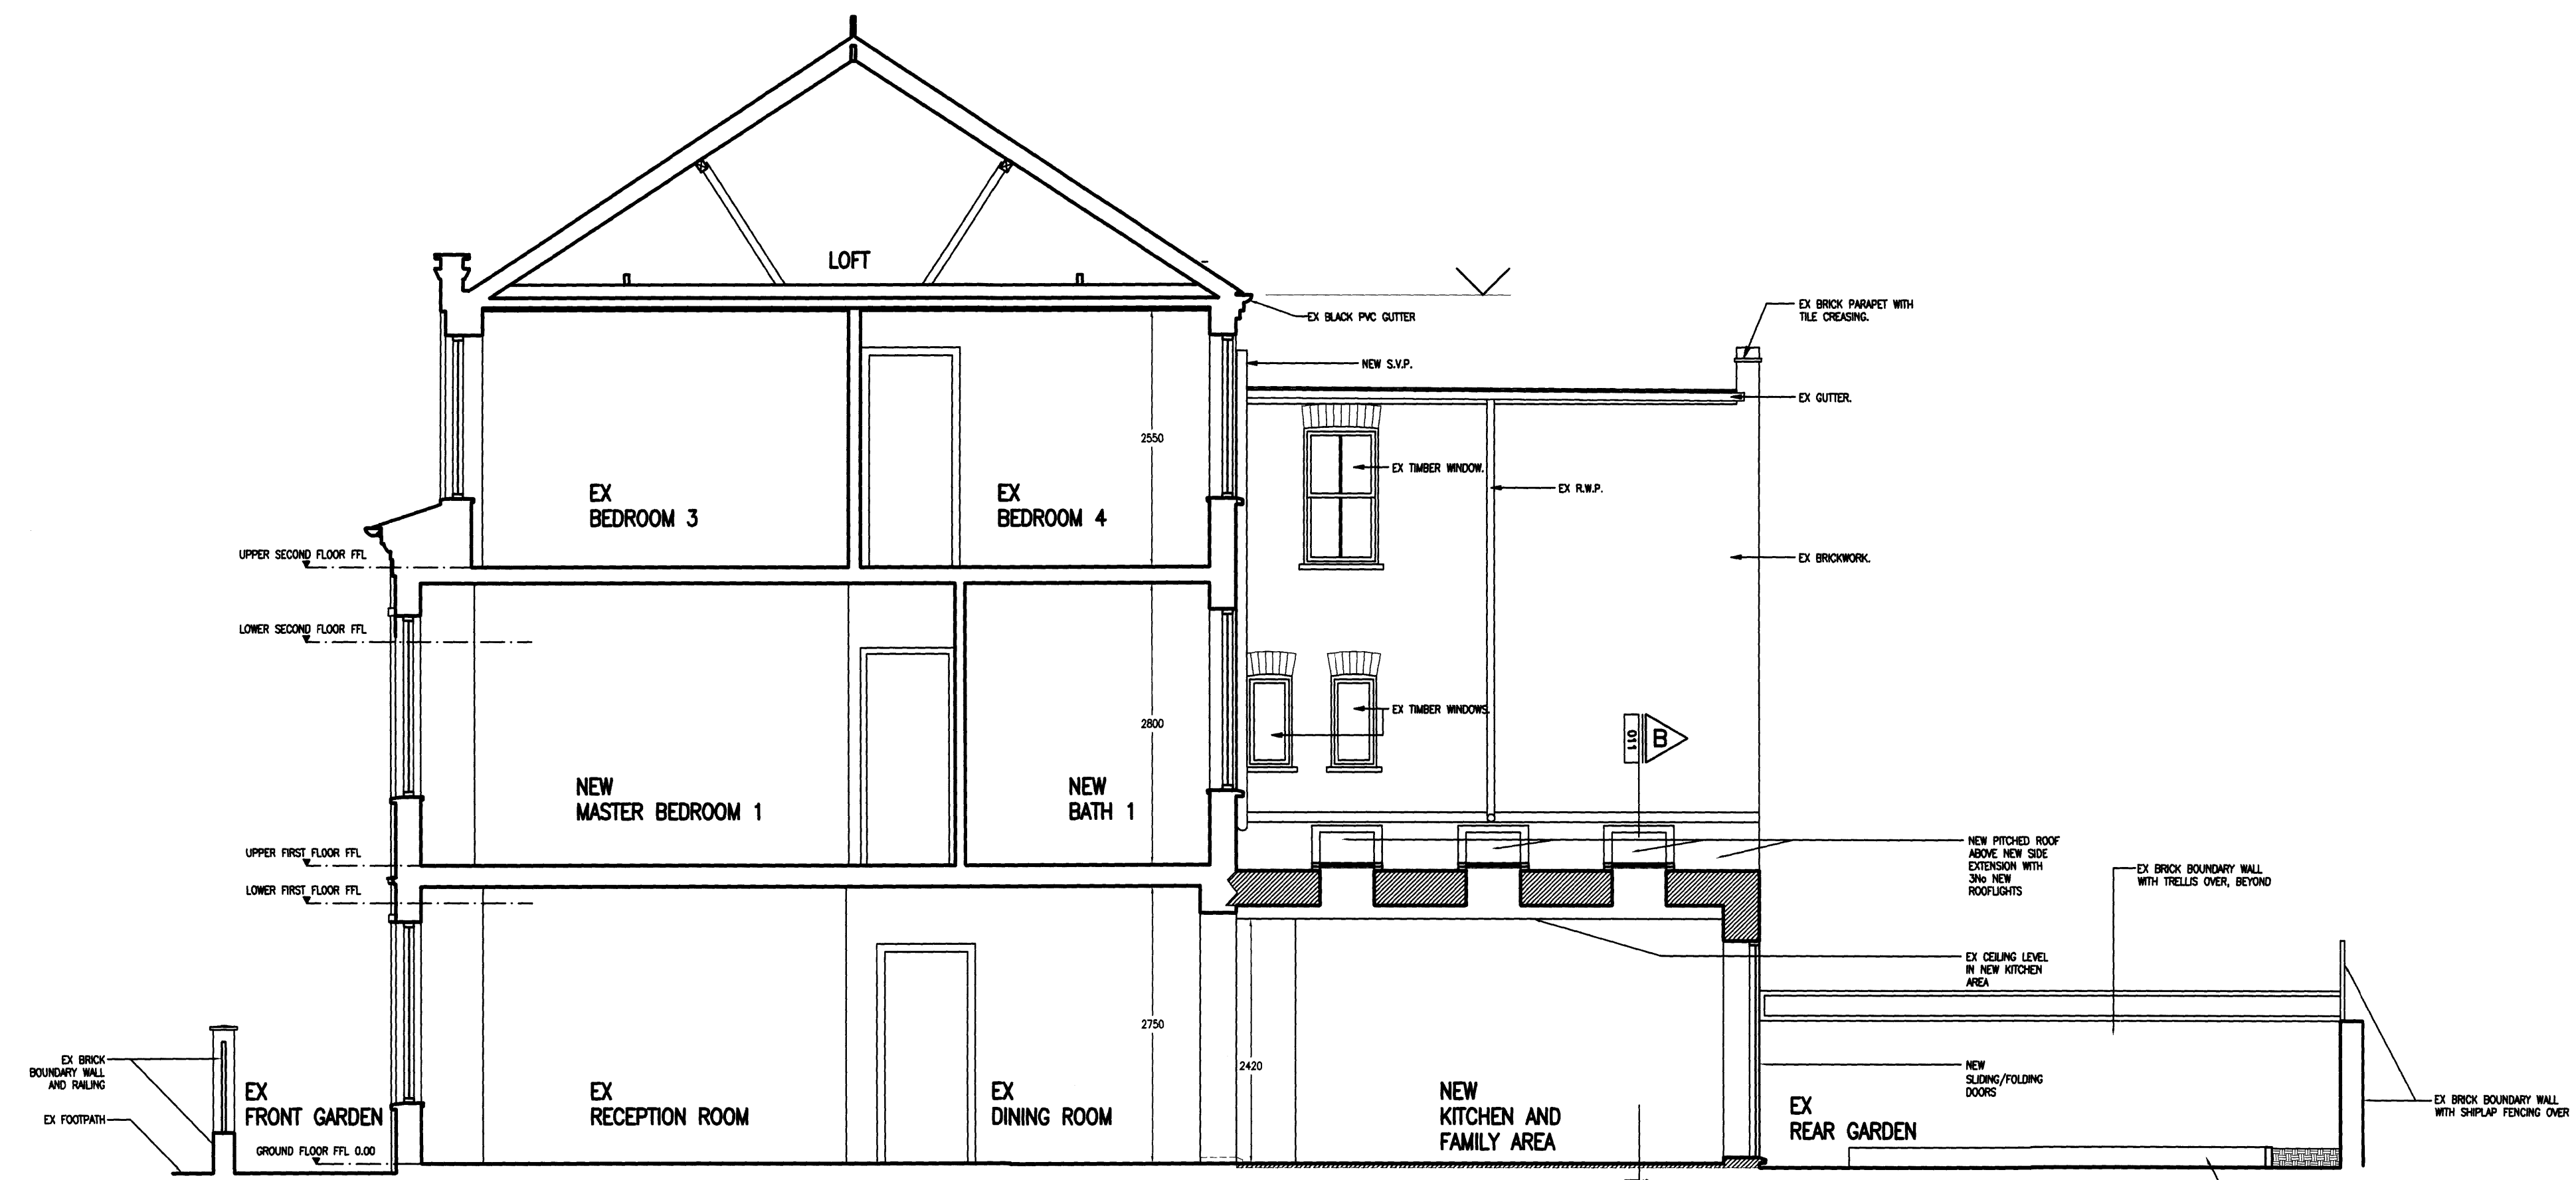 LOFT
EX BLACK PVC GUTTER
EX BRICK PARAPET WITH
TILE CREASING.
NEW S.V.P.
EX GUTTER.
2550
EX TIMBER WINDOW.
EX R.W.P.
EX
BEDROOM 3
EX
BEDROOM 4
UPPER SECOND FLOOR FFL
EX BRICKWORK.
LOWER SECOND FLOOR FFL
2800
EX TIMBER WINDOWS.
011
B
NEW
MASTER BEDROOM 1
NEW
BATH 1
UPPER FIRST FLOOR FFL
LOWER FIRST FLOOR FFL
NEW PITCHED ROOF
ABOVE NEW SIDE
EXTENSION WITH
3No NEW
ROOFLIGHTS
EX BRICK BOUNDARY WALL
WITH TRELLIS OVER, BEYOND
EX CEILING LEVEL
IN NEW KITCHEN
AREA
2750
2420
EX BRICK
BOUNDARY WALL
AND RAILING
EX FOOTPATH
EX
FRONT GARDEN
EX
RECEPTION ROOM
EX
DINING ROOM
NEW
KITCHEN AND
FAMILY AREA
NEW
SLIDING/FOLDING
DOORS
EX
REAR GARDEN
EX BRICK BOUNDARY WALL
WITH SHIPLAP FENCING OVER
GROUND FLOOR FFL 0.00